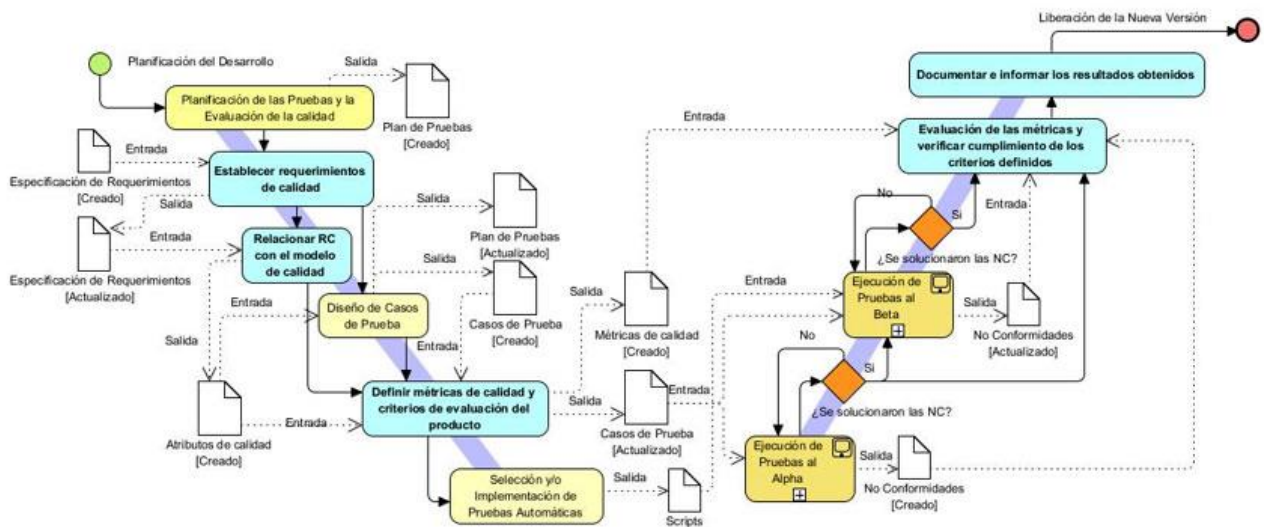 Planificación del Desarrollo
Salida
Planificación de las Pruebas y la
Evaluación de la calidad
Plan de Pruebas
[Creado]
Entrada
Especificación de Requerimientos
[Creado]
Establecer requerimientos
de calidad
Salida
Entrada
Especificación de Requerimientos
[Actualizado]
Relacionar RC
con el modelo
de calidad
Salida
Plan de Pruebas
[Actualizado]
Salida
Casos de Prueba
[Creado]
Entrada
Diseño de Casos
de Prueba
Entrada
Salida
Atributos de calidad
[Creado]
Entrada
Definir métricas de calidad y
criterios de evaluación del
producto
Salida
Métricas de calidad
[Creado]
Salida
Casos de Prueba
[Actualizado]
Entrada
Selección y/o
Implementación de
Pruebas Automáticas
Salida
Scripts
Liberación de la Nueva Versión
Documentar e informar los resultados obtenidos
Entrada
Evaluación de las métricas y
verificar cumplimiento de los
criterios definidos
No
Si
Entrada
¿Se solucionaron las NC?
Entrada
Ejecución de
Pruebas al
Beta
Salida
No Conformidades
[Actualizado]
No
Si
¿Se solucionaron las NC?
Ejecución de
Pruebas al
Alpha
Salida
No Conformidades
[Creado]